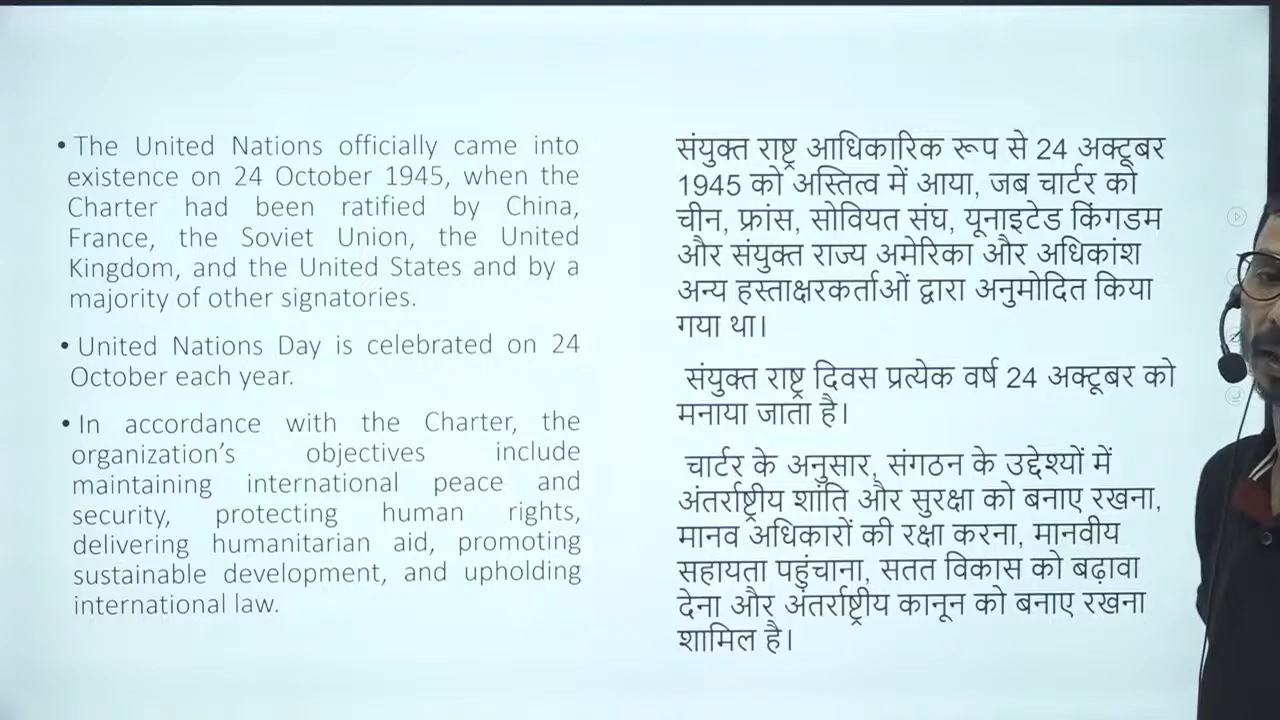 • The United Nations officially came into
existence on 24 October 1945, when the
Charter had been ratified by China,
France, the Soviet Union, the United
Kingdom, and the United States and by a
majority of other signatories.
• United Nations Day is celebrated on 24
October each year.
• In accordance with the Charter, the
organization’s objectives include
maintaining international peace and
security, protecting human rights,
delivering humanitarian aid, promoting
sustainable development, and upholding
international law.
संयुक्त राष्ट्र आधिकारिक रूप से 24 अक्टूबर
1945 को अस्तित्व में आया, जब चार्टर को
चीन, फ्रांस, सोवियत संघ, यूनाइटेड किंगडम
और संयुक्त राज्य अमेरिका और अधिकांश
अन्य हस्ताक्षरकर्ताओं द्वारा अनुमोदित किया
गया था।
संयुक्त राष्ट्र दिवस प्रत्येक वर्ष 24 अक्टूबर को
मनाया जाता है।
चार्टर के अनुसार, संगठन के उद्देश्यों में
अंतर्राष्ट्रीय शांति और सुरक्षा को बनाए रखना,
मानव अधिकारों की रक्षा करना, मानवीय
सहायता पहुंचाना, सतत विकास को बढ़ावा
देना और अंतर्राष्ट्रीय कानून को बनाए रखना
शामिल है।